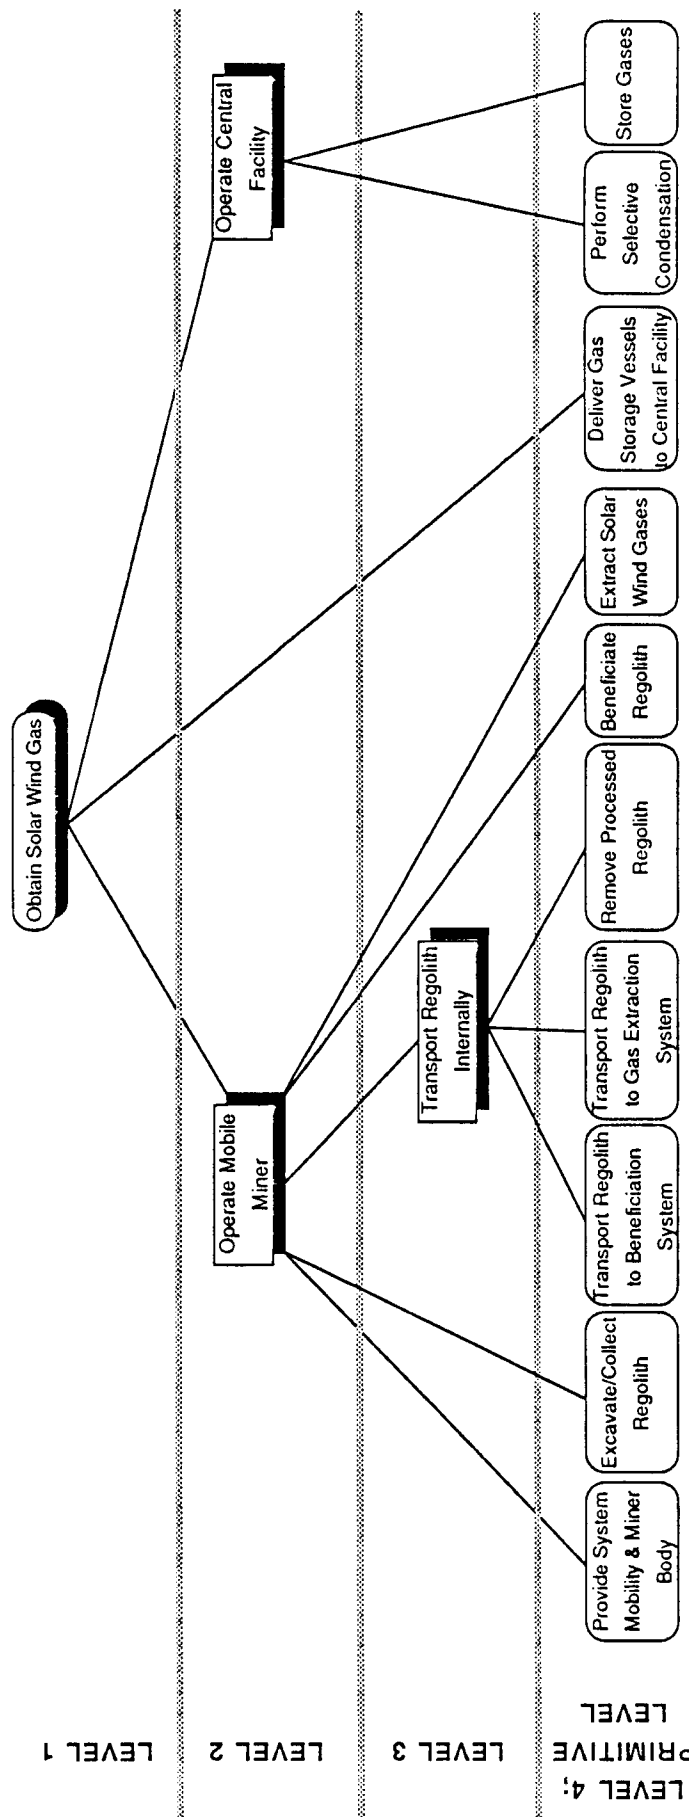 Obtain Solar Wind Gas
Operate Mobile
Miner
Operate Central
Facility
Transport Regolith
Internally
Provide System
Mobility & Miner
Body
Excavate/Collect
Regolith
Transport Regolith
to Beneficiation
System
Transport Regolith
to Gas Extraction
System
Remove Processed
Regolith
Beneficiate
Regolith
Extract Solar
Wind Gases
Deliver Gas
Storage Vessels
to Central Facility
Perform
Selective
Condensation
Store Gases
LEVEL 1
LEVEL 2
LEVEL 3
LEVEL 4;
PRIMITIVE
LEVEL